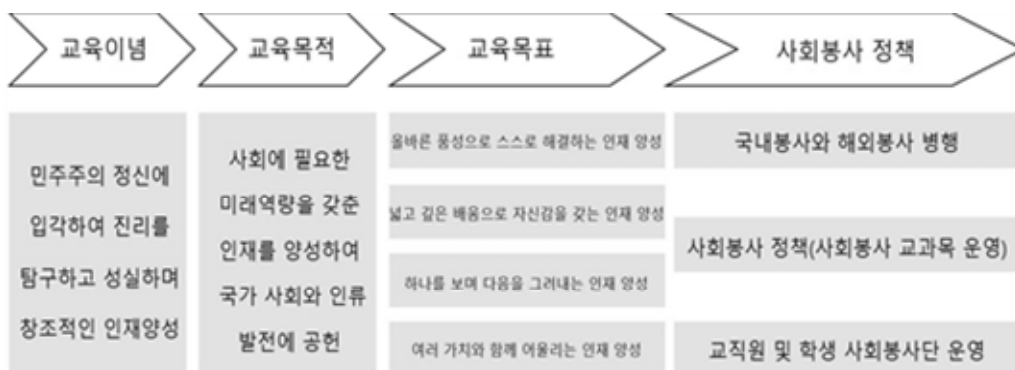 교육이념
교육목적
교육목표
사회봉사 정책
민주주의 정신에
입각하여 진리를
탐구하고 성실하며
창조적인 인재양성
사회에 필요한
미래역량을 갖춘
인재를 양성하여
국가 사회와 인류
발전에 공헌
올바른 품성으로 스스로 해결하는 인재 양성
넓고 깊은 배움으로 자신감을 갖는 인재 양성
하나를 보며 다음을 그려내는 인재 양성
여러 가치와 함께 어울리는 인재 양성
국내봉사와 해외봉사 병행
사회봉사 정책(사회봉사 교과목 운영)
교직원 및 학생 사회봉사단 운영